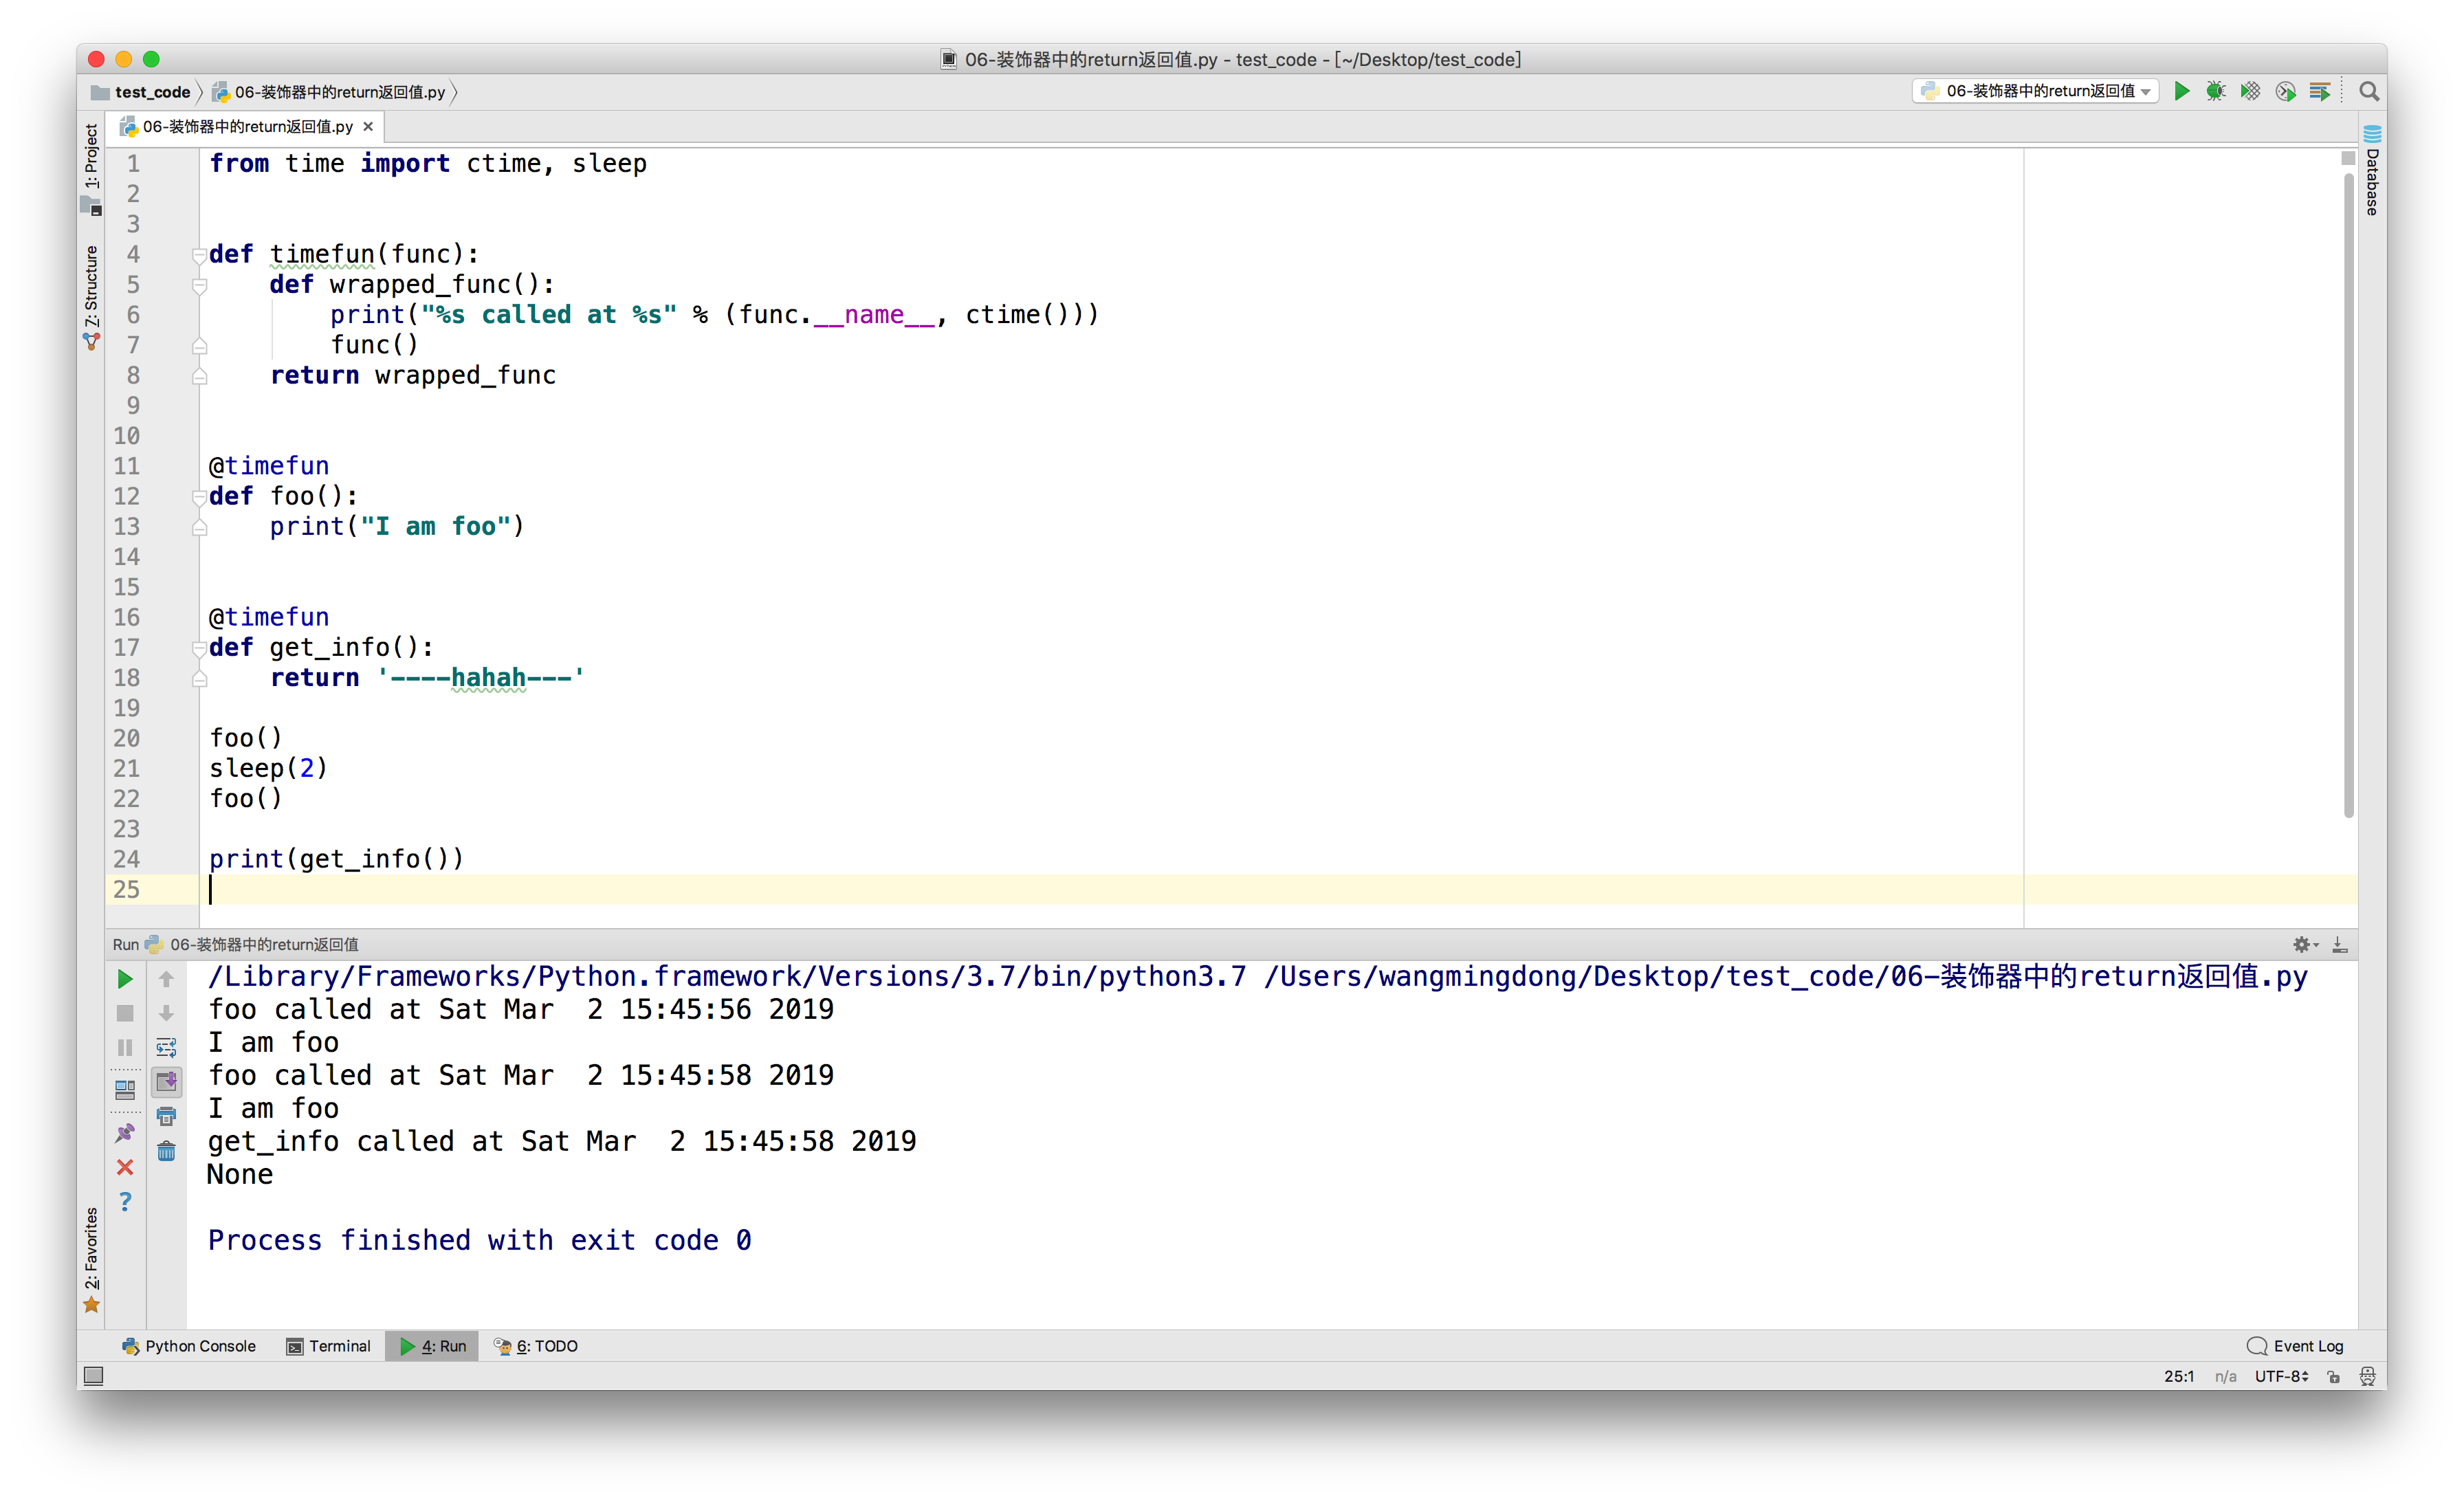 06-装饰器中的return返回值.py - test_code - [~/Desktop/test_code]
test_code 06-装饰器中的return返回值.py 06-装饰器中的return返回值
1: Project
7: Structure
2: Favorites
Database
06-装饰器中的return返回值.py
1 from time import ctime, sleep
2
3
4 def timefun(func):
5     def wrapped_func():
6         print("%s called at %s" % (func.__name__, ctime()))
7         func()
8     return wrapped_func
9
10
11 @timefun
12 def foo():
13     print("I am foo")
14
15
16 @timefun
17 def get_info():
18     return '----hahah---'
19
20 foo()
21 sleep(2)
22 foo()
23
24 print(get_info())
25
Run 06-装饰器中的return返回值
/Library/Frameworks/Python.framework/Versions/3.7/bin/python3.7 /Users/wangmingdong/Desktop/test_code/06-装饰器中的return返回值.py
foo called at Sat Mar  2 15:45:56 2019
I am foo
foo called at Sat Mar  2 15:45:58 2019
I am foo
get_info called at Sat Mar  2 15:45:58 2019
None
Process finished with exit code 0
Python Console Terminal 4: Run 6: TODO Event Log
25:1 n/a UTF-8